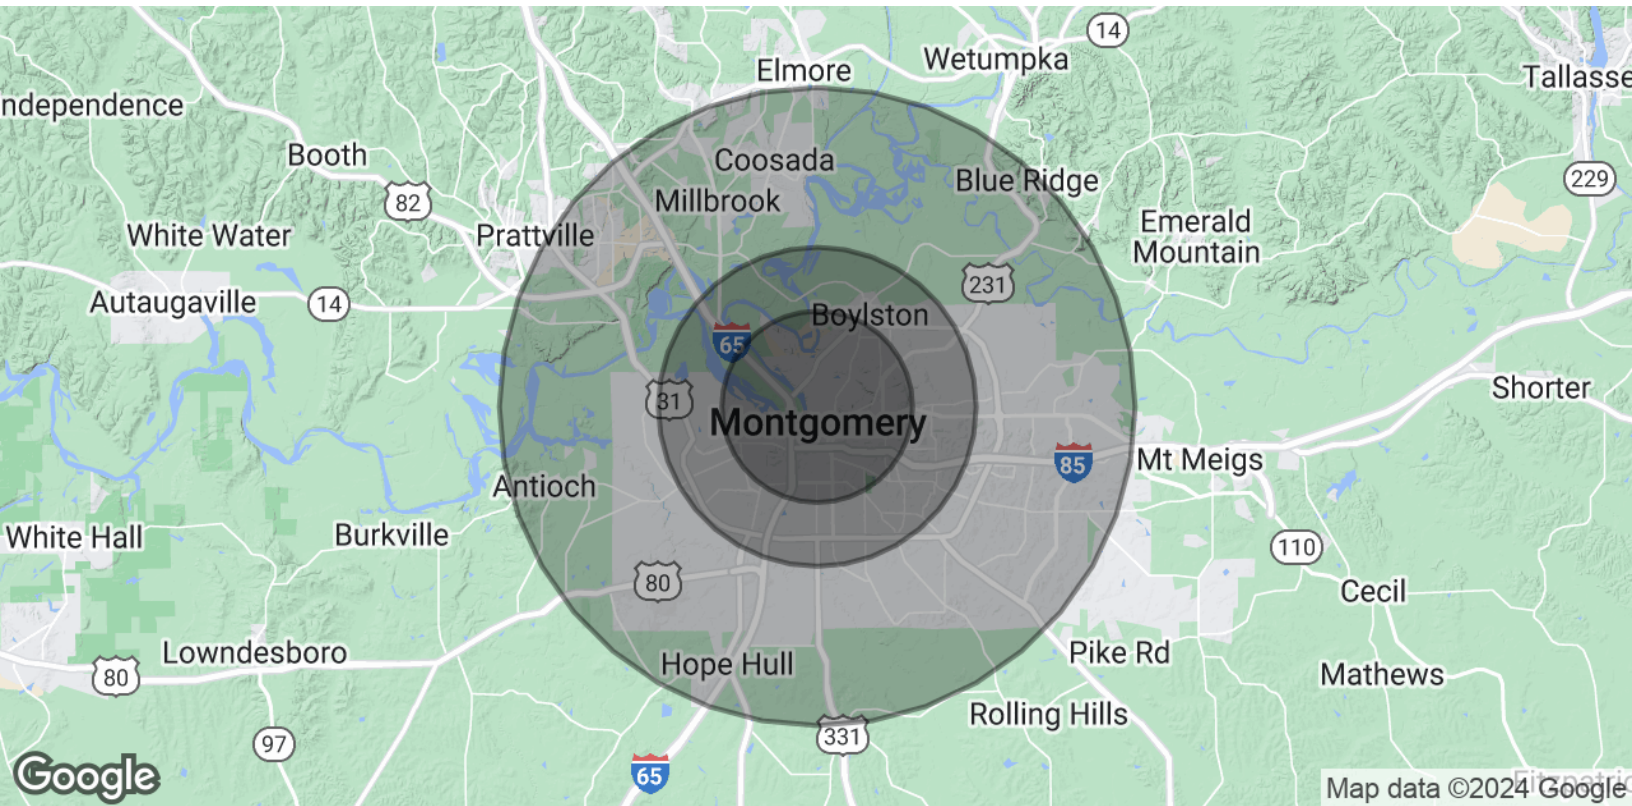 14
Wetumpka
Elmore
Tallasse
ndependence
Booth
Coosada
Blue Ridge
229
82
Millbrook
Emerald
Mountain
White Water
Prattville
231
Autaugaville
14
Boylston
65
Shorter
31
Montgomery
85
Mt Meigs
Antioch
White Hall
Burkville
110
80
Cecil
Lowndesboro
Hope Hull
Pike Rd
80
Mathews
Rolling Hills
97
331
65
Google
Fitzpatric
Map data ©2024 Google